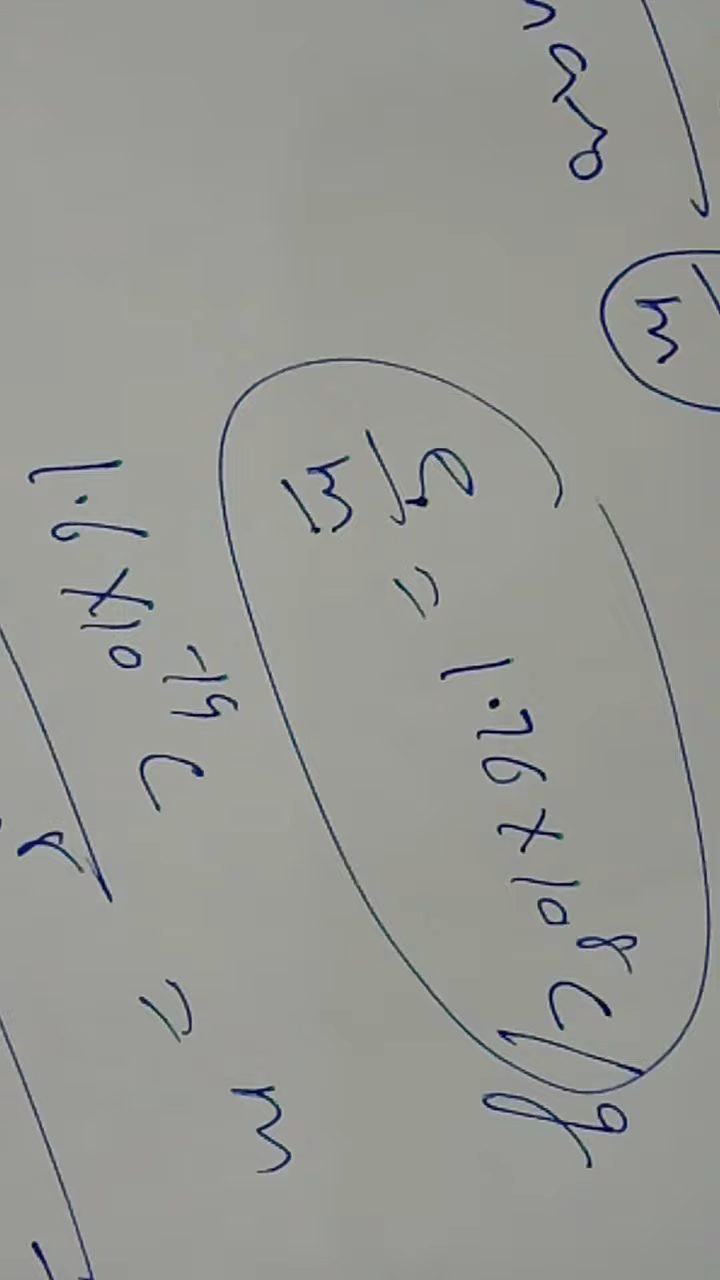 m
e/m = 1.76 × 10⁸ C/g
1.6 × 10⁻¹⁹ C = m